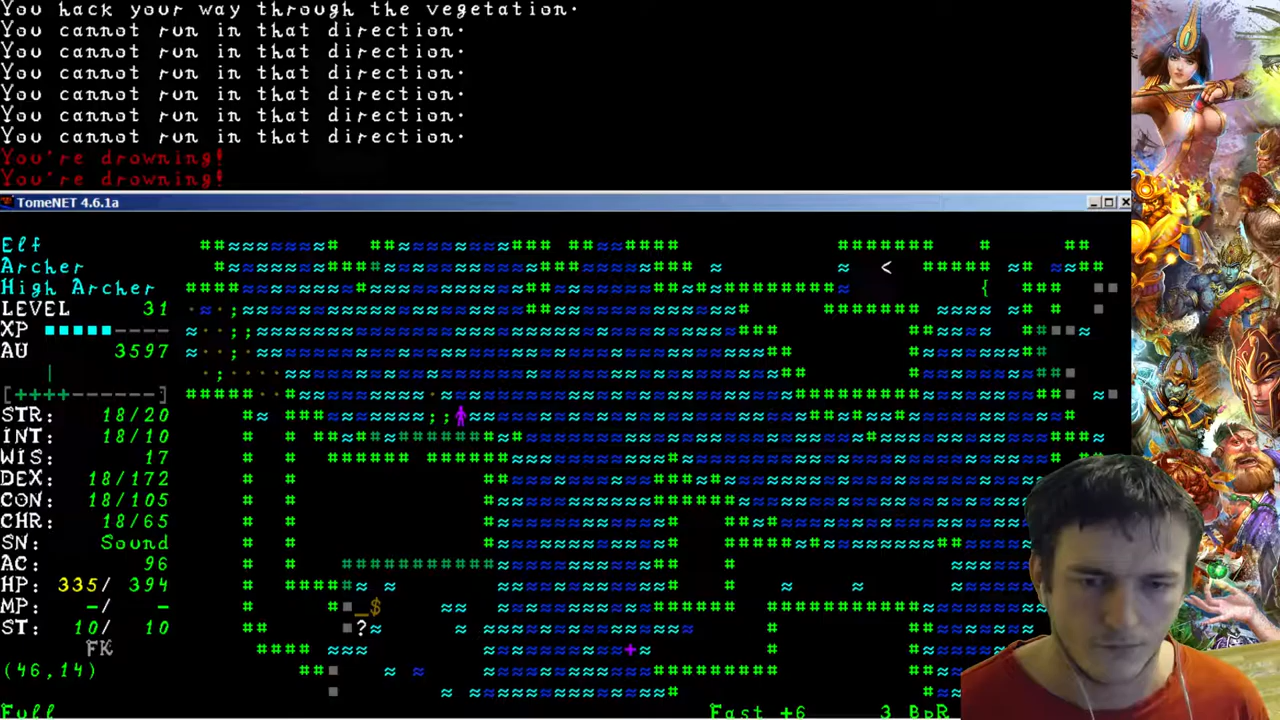 You hack your way through the vegetation.
You cannot run in that direction.
You cannot run in that direction.
You cannot run in that direction.
You cannot run in that direction.
You cannot run in that direction.
You cannot run in that direction.
You're drowning!
You're drowning!
TomeNET 4.6.1a
Elf
Archer
High Archer
LEVEL 31
XP
AU 3597
[++++-------]
STR: 18/20
INT: 18/10
WIS: 17
DEX: 18/172
CON: 18/105
CHR: 18/65
SN: Sound
AC: 96
HP: 335/ 394
MP: -/ -
ST: 10/ 10
FK
(46,14)
Full Fast +6 3 BpR